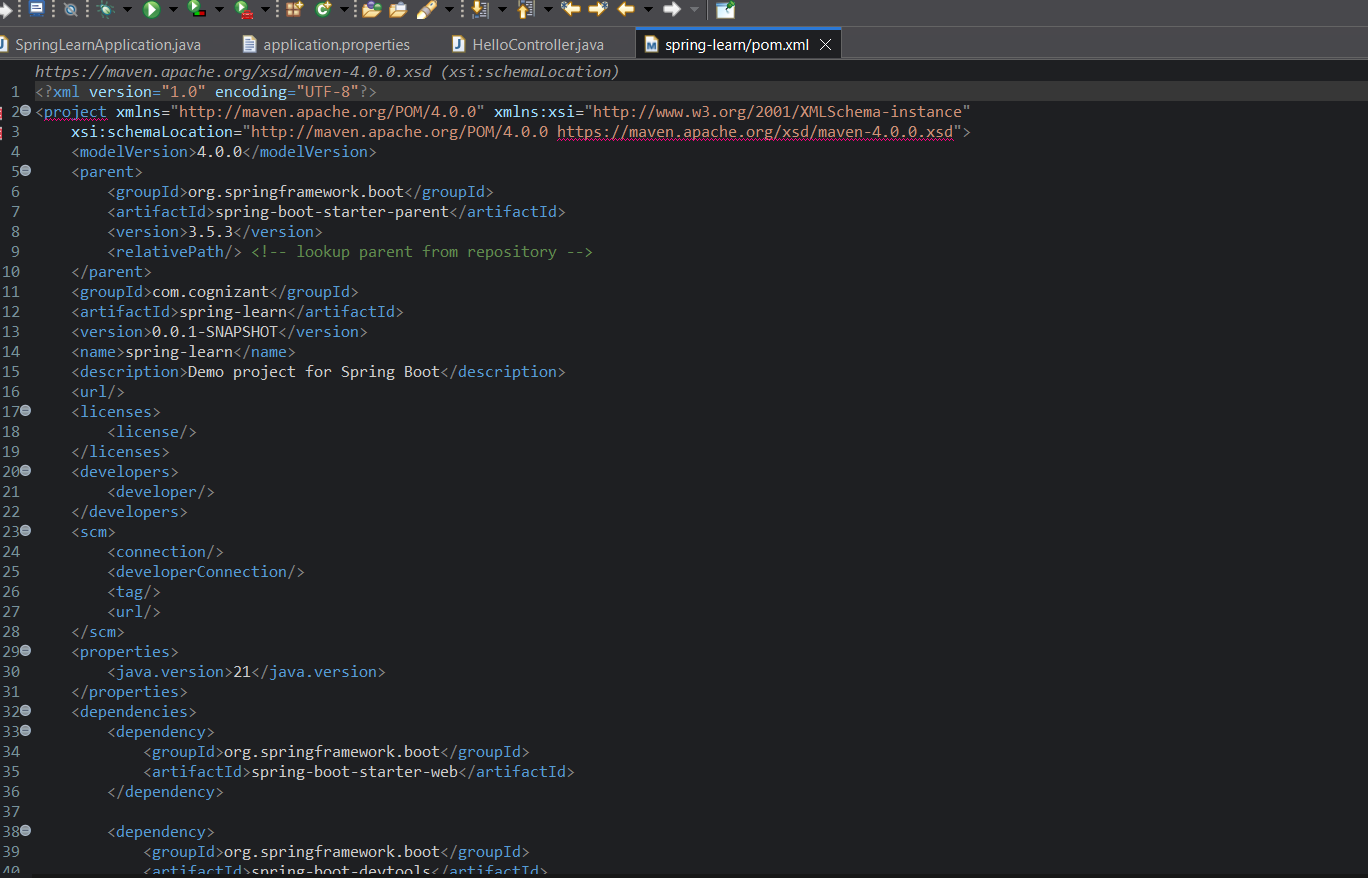 SpringLearnApplication.java application.properties HelloController.java spring-learn/pom.xml
https://maven.apache.org/xsd/maven-4.0.0.xsd (xsi:schemaLocation)
1 <?xml version="1.0" encoding="UTF-8"?>
2 <project xmlns="http://maven.apache.org/POM/4.0.0" xmlns:xsi="http://www.w3.org/2001/XMLSchema-instance"
3 xsi:schemaLocation="http://maven.apache.org/POM/4.0.0 https://maven.apache.org/xsd/maven-4.0.0.xsd">
4 <modelVersion>4.0.0</modelVersion>
5 <parent>
6 <groupId>org.springframework.boot</groupId>
7 <artifactId>spring-boot-starter-parent</artifactId>
8 <version>3.5.3</version>
9 <relativePath/> <!-- lookup parent from repository -->
10 </parent>
11 <groupId>com.cognizant</groupId>
12 <artifactId>spring-learn</artifactId>
13 <version>0.0.1-SNAPSHOT</version>
14 <name>spring-learn</name>
15 <description>Demo project for Spring Boot</description>
16 <url/>
17 <licenses>
18 <license/>
19 </licenses>
20 <developers>
21 <developer/>
22 </developers>
23 <scm>
24 <connection/>
25 <developerConnection/>
26 <tag/>
27 <url/>
28 </scm>
29 <properties>
30 <java.version>21</java.version>
31 </properties>
32 <dependencies>
33 <dependency>
34 <groupId>org.springframework.boot</groupId>
35 <artifactId>spring-boot-starter-web</artifactId>
36 </dependency>
37
38 <dependency>
39 <groupId>org.springframework.boot</groupId>
40 <artifactId>spring-boot-devtools</artifactId>